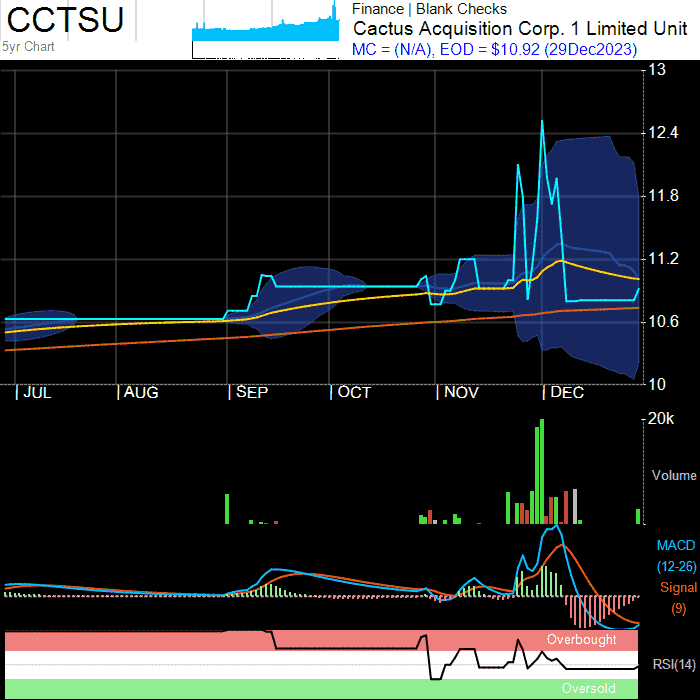 CCTSU
5yr Chart
Finance | Blank Checks
Cactus Acquisition Corp. 1 Limited Unit
MC = (N/A), EOD = $10.92 (29Dec2023)
13
12.4
11.8
11.2
10.6
10
JUL AUG SEP OCT NOV DEC
20k
Volume
MACD
(12-26)
Signal
(9)
Overbought
RSI(14)
Oversold